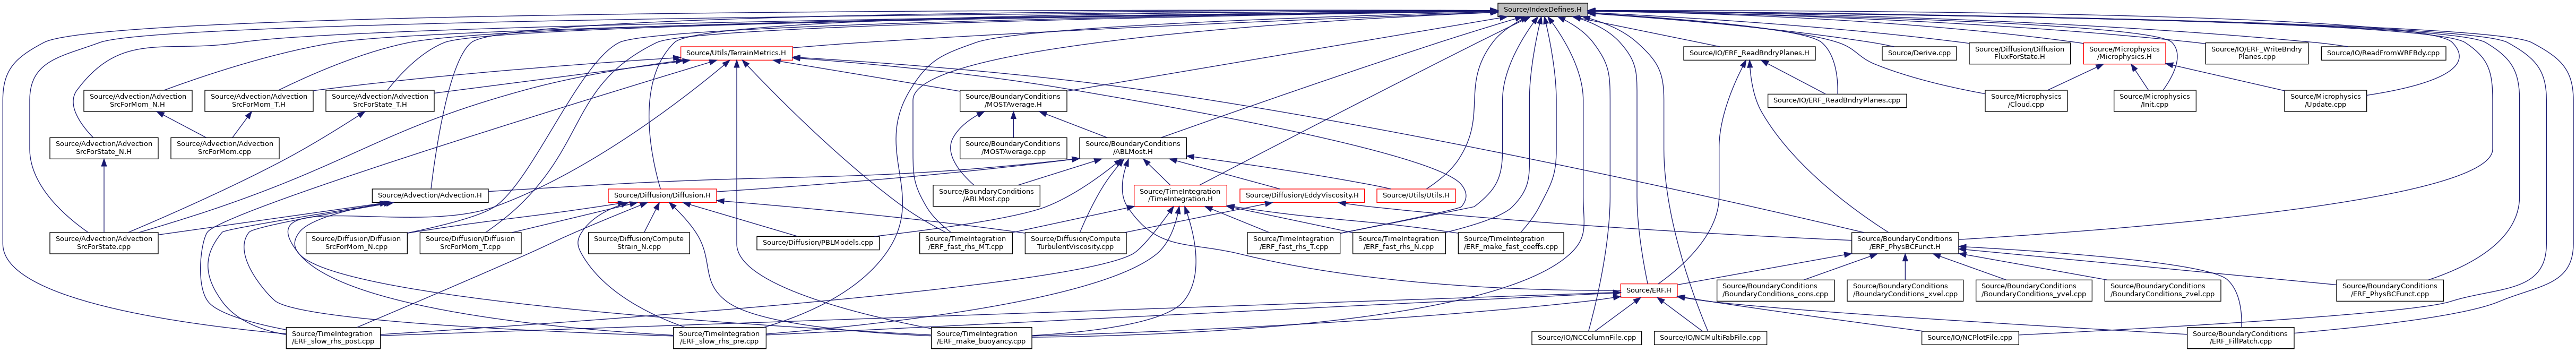 Source/IndexDefines.H
Source/Utils/TerrainMetrics.H
Source/IO/ERF_ReadBndryPlanes.H
Source/Derive.cpp
Source/Diffusion/Diffusion
FluxForState.H
Source/Microphysics
/Microphysics.H
Source/IO/ERF_WriteBndry
Planes.cpp
Source/IO/ReadFromWRFBdy.cpp
Source/Advection/Advection
SrcForMom_N.H
Source/Advection/Advection
SrcForMom_T.H
Source/Advection/Advection
SrcForState_T.H
Source/BoundaryConditions
/MOSTAverage.H
Source/IO/ERF_ReadBndryPlanes.cpp
Source/Microphysics
/Cloud.cpp
Source/Microphysics
/Init.cpp
Source/Microphysics
/Update.cpp
Source/Advection/Advection
SrcForState_N.H
Source/Advection/Advection
SrcForMom.cpp
Source/BoundaryConditions
/MOSTAverage.cpp
Source/BoundaryConditions
/ABLMost.H
Source/Advection/Advection.H
Source/Diffusion/Diffusion.H
Source/BoundaryConditions
/ABLMost.cpp
Source/TimeIntegration
/TimeIntegration.H
Source/Diffusion/EddyViscosity.H
Source/Utils/Utils.H
Source/Advection/Advection
SrcForState.cpp
Source/Diffusion/Diffusion
SrcForMom_N.cpp
Source/Diffusion/Diffusion
SrcForMom_T.cpp
Source/Diffusion/Compute
Strain_N.cpp
Source/Diffusion/PBLModels.cpp
Source/TimeIntegration
/ERF_fast_rhs_MT.cpp
Source/Diffusion/Compute
TurbulentViscosity.cpp
Source/TimeIntegration
/ERF_fast_rhs_T.cpp
Source/TimeIntegration
/ERF_fast_rhs_N.cpp
Source/TimeIntegration
/ERF_make_fast_coeffs.cpp
Source/BoundaryConditions
/ERF_PhysBCFunct.H
Source/ERF.H
Source/BoundaryConditions
/BoundaryConditions_cons.cpp
Source/BoundaryConditions
/BoundaryConditions_xvel.cpp
Source/BoundaryConditions
/BoundaryConditions_yvel.cpp
Source/BoundaryConditions
/BoundaryConditions_zvel.cpp
Source/BoundaryConditions
/ERF_PhysBCFunct.cpp
Source/TimeIntegration
/ERF_slow_rhs_post.cpp
Source/TimeIntegration
/ERF_slow_rhs_pre.cpp
Source/TimeIntegration
/ERF_make_buoyancy.cpp
Source/IO/NCColumnFile.cpp
Source/IO/NCMultiFabFile.cpp
Source/IO/NCPlotFile.cpp
Source/BoundaryConditions
/ERF_FillPatch.cpp